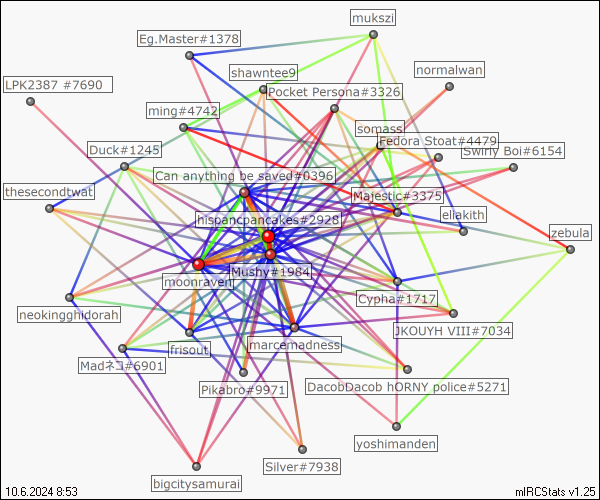 mukszi
Eg.Master#1378
shawntee9
normalwan
LPK2387 #7690
Pocket Persona#3326
ming#4742
somassi
Fedora Stoat#4479
Duck#1245
Swirly Boi#6154
Can anything be saved#0396
thesecondtwat
Majestic#3375
hispancpancakes#2928
eliakith
zebula
Mushy#1984
moonraven
Cypha#1717
neokingghidorah
JKOUYH VIII#7034
marcemadness
frisout
Madネコ#6901
DacobDacob hORNY police#5271
Pikabro#9971
yoshimanden
Silver#7938
bigcitysamurai
10.6.2024 8:53
mIRCStats v1.25